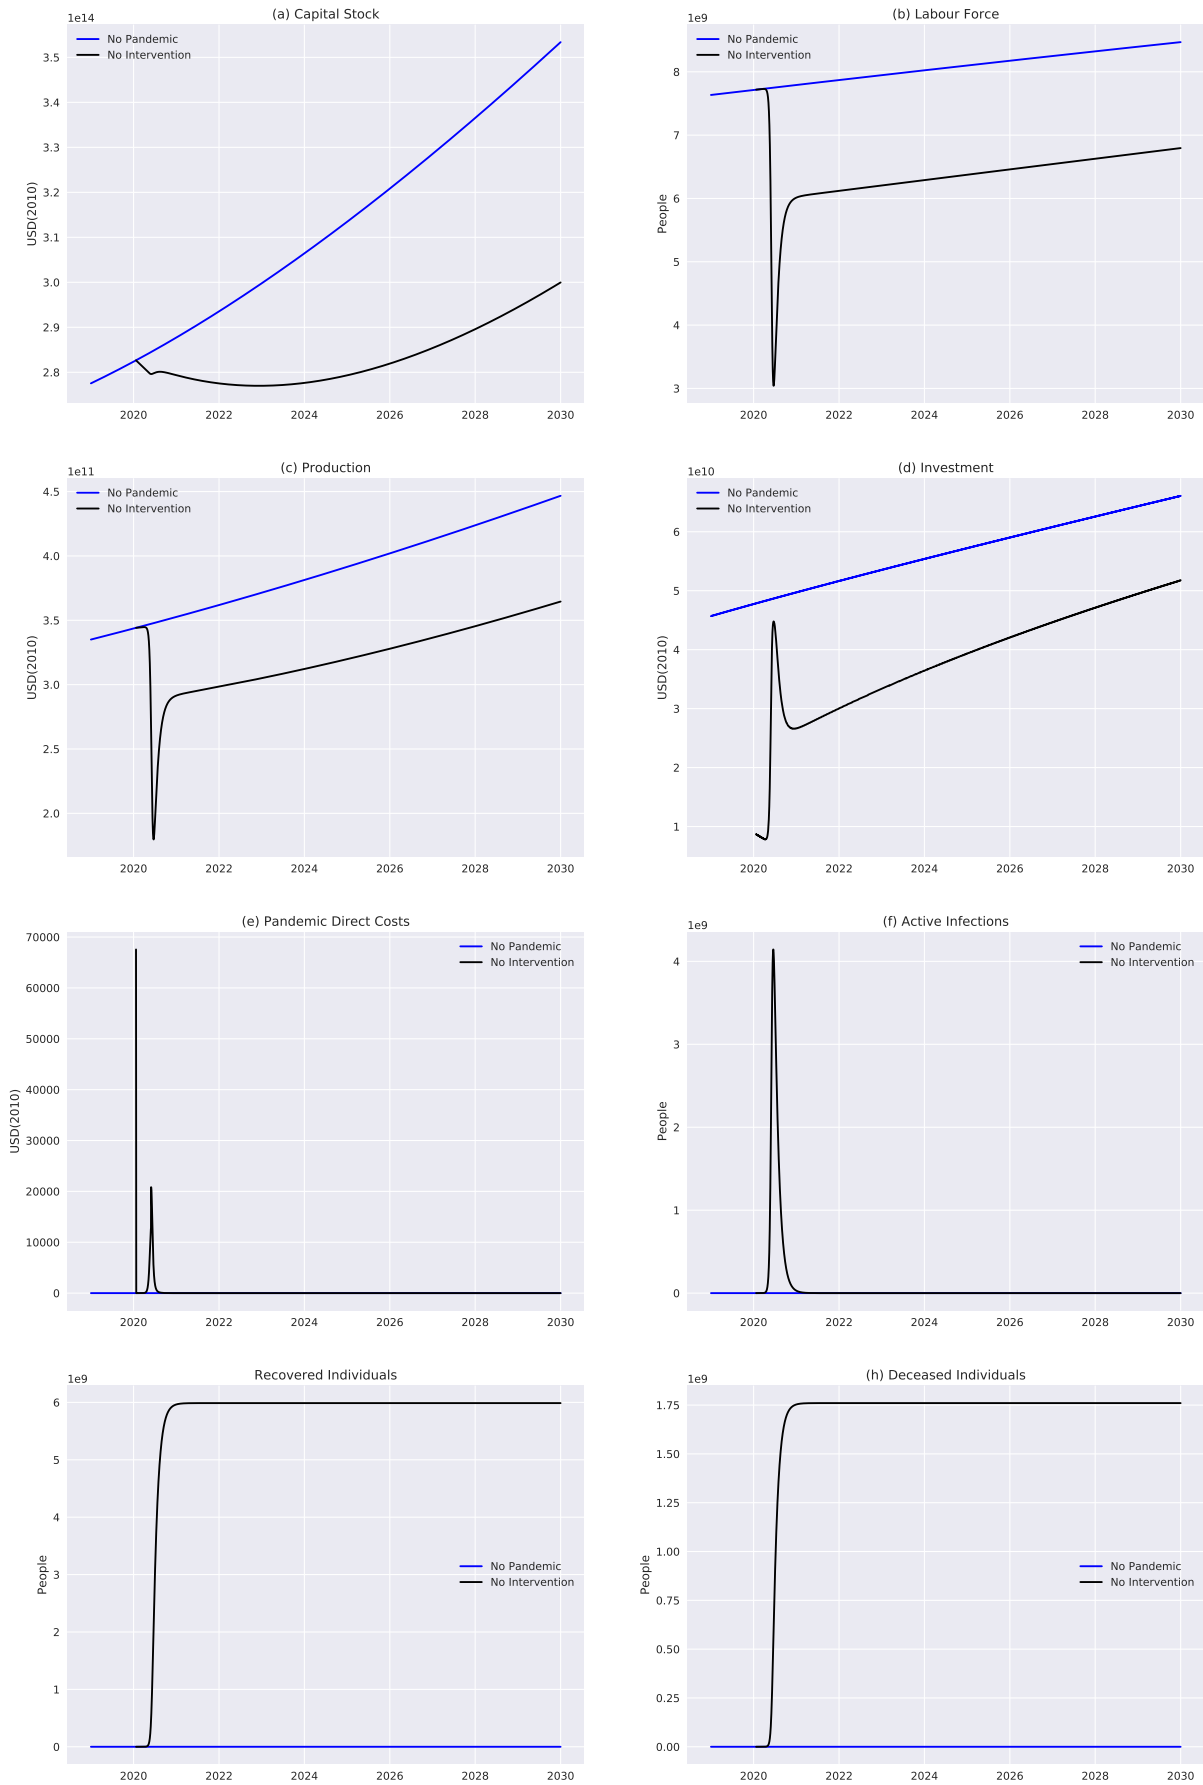 (a) Capital Stock
1e14
No Pandemic
No Intervention
3.5
3.4
3.3
3.2
3.1
3.0
2.9
2.8
USD(2010)
2020 2022 2024 2026 2028 2030
(b) Labour Force
1e9
No Pandemic
No Intervention
8
7
6
5
4
3
People
2020 2022 2024 2026 2028 2030
(c) Production
1e11
No Pandemic
No Intervention
4.5
4.0
3.5
3.0
2.5
2.0
USD(2010)
2020 2022 2024 2026 2028 2030
(d) Investment
1e10
No Pandemic
No Intervention
6
5
4
3
2
1
USD(2010)
2020 2022 2024 2026 2028 2030
(e) Pandemic Direct Costs
No Pandemic
No Intervention
70000
60000
50000
40000
30000
20000
10000
0
USD(2010)
2020 2022 2024 2026 2028 2030
(f) Active Infections
1e9
No Pandemic
No Intervention
4
3
2
1
0
People
2020 2022 2024 2026 2028 2030
Recovered Individuals
1e9
6
5
4
3
2
1
0
People
No Pandemic
No Intervention
2020 2022 2024 2026 2028 2030
(h) Deceased Individuals
1e9
1.75
1.50
1.25
1.00
0.75
0.50
0.25
0.00
People
No Pandemic
No Intervention
2020 2022 2024 2026 2028 2030